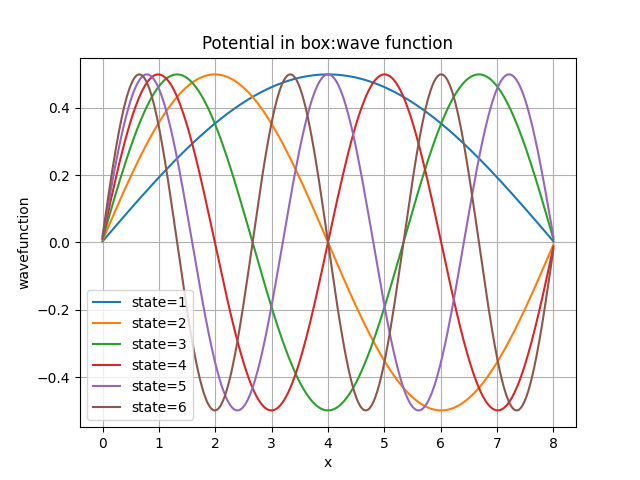 Potential in box:wave function
wavefunction
0.4
0.2
0.0
−0.2
−0.4
state=1
state=2
state=3
state=4
state=5
state=6
0 1 2 3 4 5 6 7 8
x